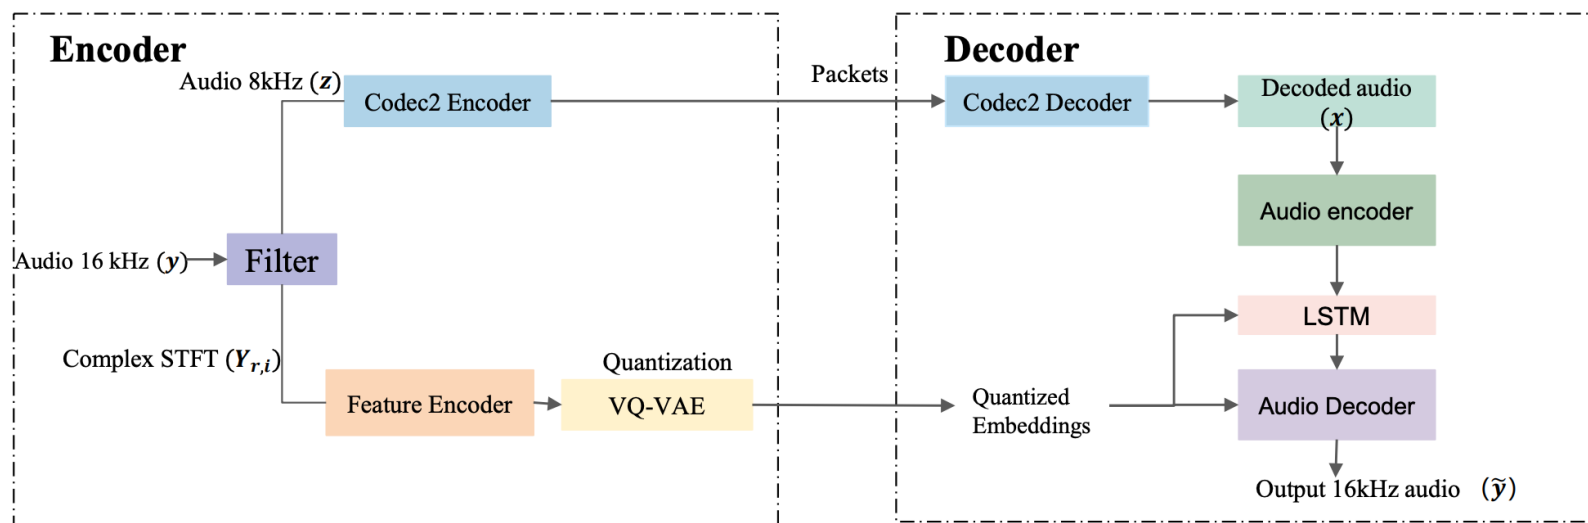 Encoder
Decoder
Audio 8kHz (z)
Packets
Codec2 Encoder
Codec2 Decoder
Decoded audio
(x)
Audio encoder
Audio 16 kHz (y)
Filter
LSTM
Complex STFT (Y_{r,i})
Quantization
Feature Encoder
VQ-VAE
Quantized
Embeddings
Audio Decoder
Output 16kHz audio (ỹ)